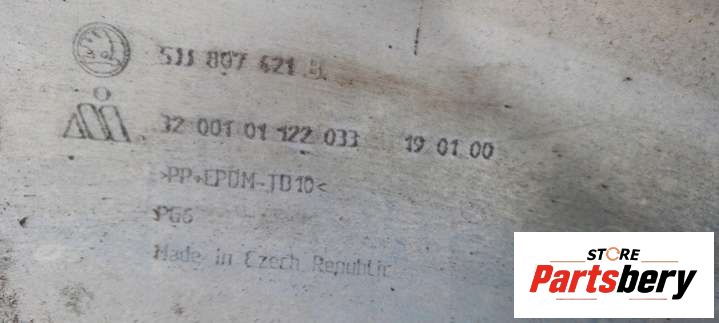 5JJ 807 421 B
32 001 01 122 033 19 01 00
>PP+EPDM-TD10<
PG6
Made in Czech Republic
STORE
Partsbery